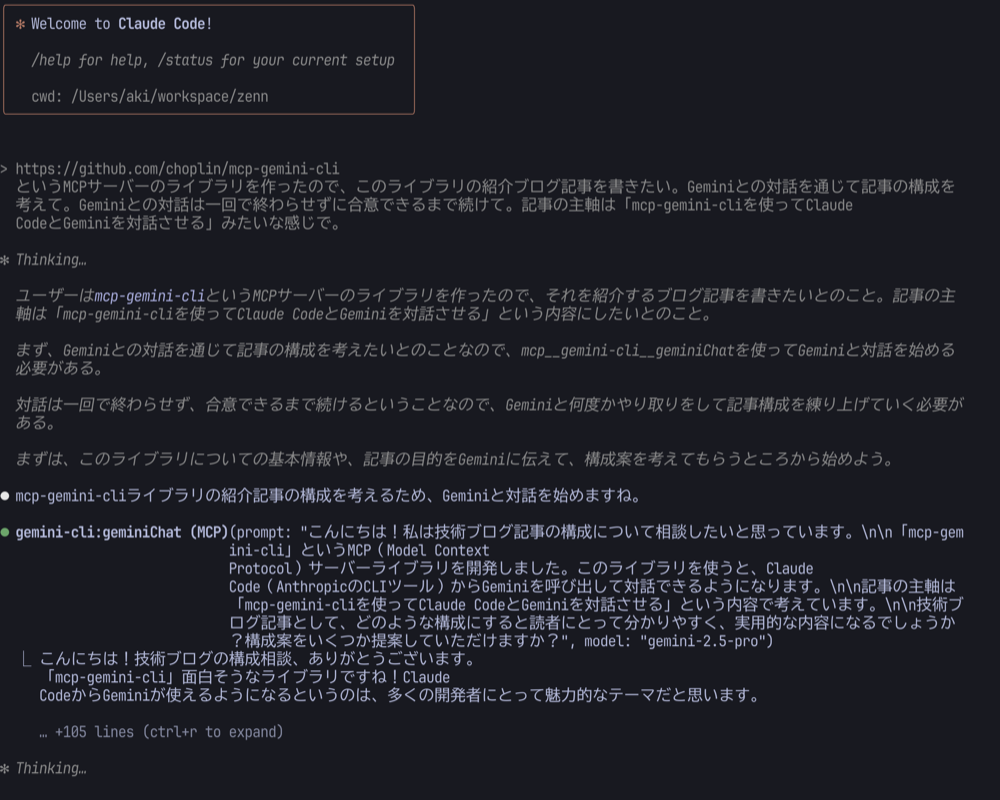 ✻ Welcome to Claude Code!
/help for help, /status for your current setup
cwd: /Users/aki/workspace/zenn
> https://github.com/choplin/mcp-gemini-cli
というMCPサーバーのライブラリを作ったので、このライブラリの紹介ブログ記事を書きたい。Geminiとの対話を通じて記事の構成を
考えて。Geminiとの対話は一回で終わらせずに合意できるまで続けて。記事の主軸は「mcp-gemini-cliを使ってClaude
CodeとGeminiを対話させる」みたいな感じで。
✻ Thinking…
ユーザーはmcp-gemini-cliというMCPサーバーのライブラリを作ったので、それを紹介するブログ記事を書きたいとのこと。記事の主
軸は「mcp-gemini-cliを使ってClaude CodeとGeminiを対話させる」という内容にしたいとのこと。
まず、Geminiとの対話を通じて記事の構成を考えたいとのことなので、mcp__gemini-cli__geminiChatを使ってGeminiと対話を始める
必要がある。
対話は一回で終わらせず、合意できるまで続けるということなので、Geminiと何度かやり取りをして記事構成を練り上げていく必要が
ある。
まずは、このライブラリについての基本情報や、記事の目的をGeminiに伝えて、構成案を考えてもらうところから始めよう。
● mcp-gemini-cliライブラリの紹介記事の構成を考えるため、Geminiと対話を始めますね。
● gemini-cli:geminiChat (MCP)(prompt: "こんにちは！私は技術ブログ記事の構成について相談したいと思っています。\n\n「mcp-gem
ini-cli」というMCP（Model Context
Protocol）サーバーライブラリを開発しました。このライブラリを使うと、Claude
Code（AnthropicのCLIツール）からGeminiを呼び出して対話できるようになります。\n\n記事の主軸は
「mcp-gemini-cliを使ってClaude CodeとGeminiを対話させる」という内容で考えています。\n\n技術ブ
ログ記事として、どのような構成にすると読者にとって分かりやすく、実用的な内容になるでしょうか
？構成案をいくつか提案していただけますか？", model: "gemini-2.5-pro")
⎿ こんにちは！技術ブログの構成相談、ありがとうございます。
「mcp-gemini-cli」面白そうなライブラリですね！Claude
CodeからGeminiが使えるようになるというのは、多くの開発者にとって魅力的なテーマだと思います。
… +105 lines (ctrl+r to expand)
✻ Thinking…